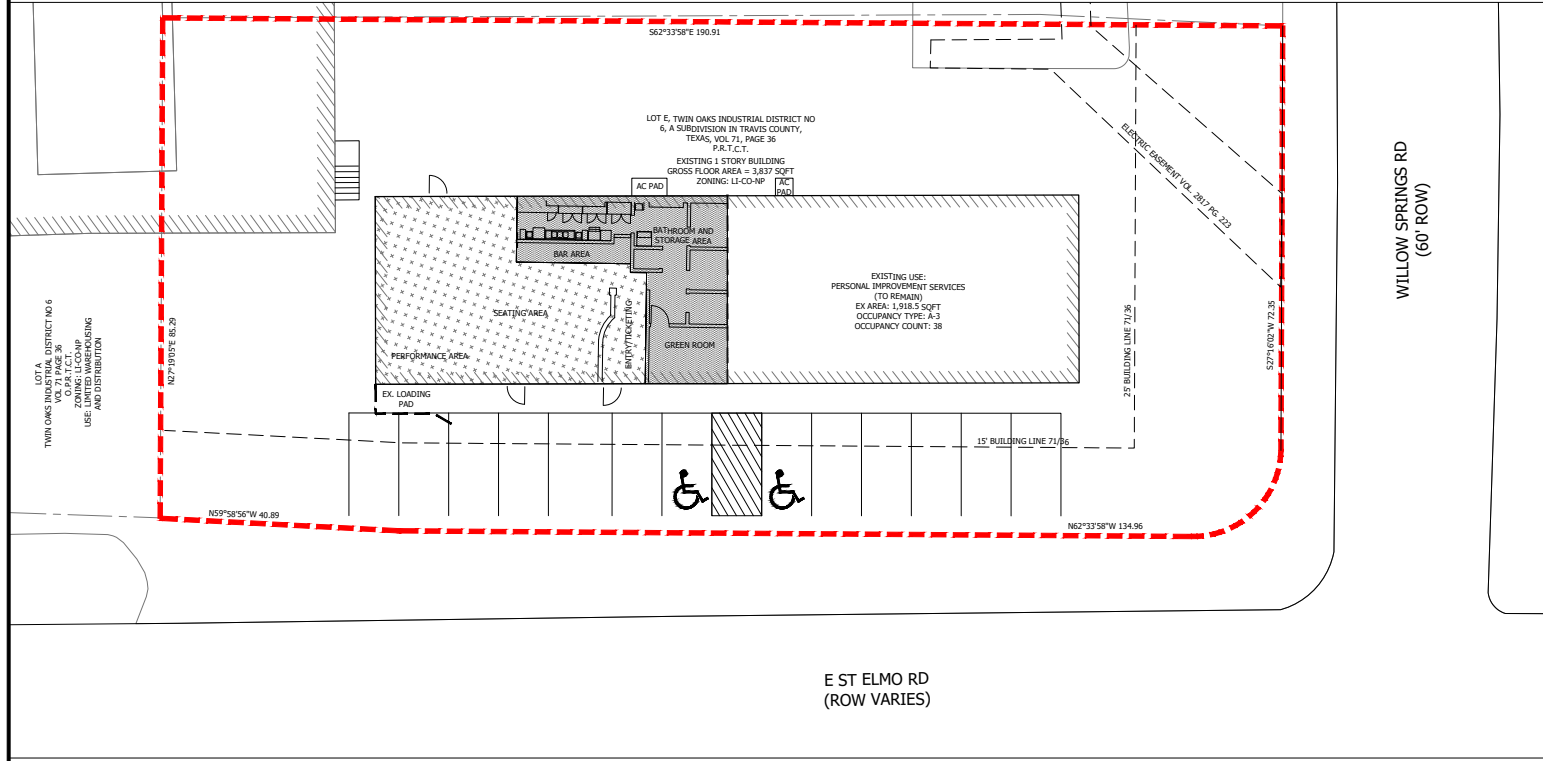 S62°33'58"E 190.91
LOT E, TWIN OAKS INDUSTRIAL DISTRICT NO
6, A SUBDIVISION IN TRAVIS COUNTY,
TEXAS, VOL 71, PAGE 36
P.R.T.C.T.
EXISTING 1 STORY BUILDING
GROSS FLOOR AREA = 3,837 SQFT
ZONING: LI-CO-NP
ELECTRIC EASEMENT VOL. 2817 PG. 223
WILLOW SPRINGS RD
(60' ROW)
AC PAD
AC
PAD
BATHROOM AND
STORAGE AREA
BAR AREA
SEATING AREA
ENTRY/TICKETING
PERFORMANCE AREA
GREEN ROOM
EXISTING USE:
PERSONAL IMPROVEMENT SERVICES
(TO REMAIN)
EX AREA: 1,918.5 SQFT
OCCUPANCY TYPE: A-3
OCCUPANCY COUNT: 38
25' BUILDING LINE 71/36
S27°16'02"W 72.35
LOT A
TWIN OAKS INDUSTRIAL DISTRICT NO 6
VOL 71 PAGE 36
O.P.R.T.C.T.
ZONING: LI-CO-NP
USE: LIMITED WAREHOUSING
AND DISTRIBUTION
N27°19'05"E 85.29
EX. LOADING
PAD
15' BUILDING LINE 71/36
N59°58'56"W 40.89
N62°33'58"W 134.96
E ST ELMO RD
(ROW VARIES)